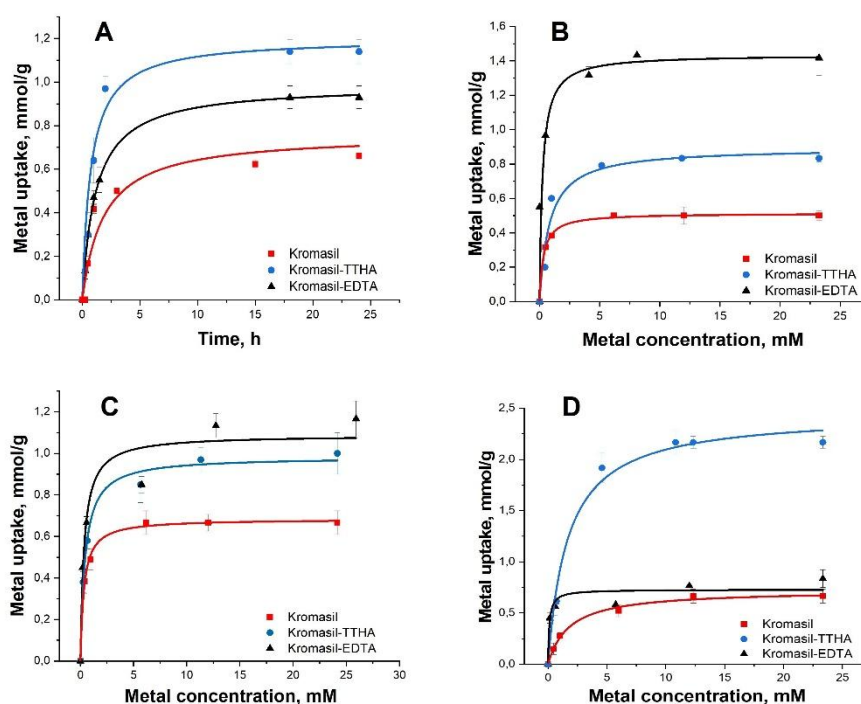 A
Metal uptake, mmol/g
1,2
1,0
0,8
0,6
0,4
0,2
0,0
Kromasil
Kromasil-TTHA
Kromasil-EDTA
0 5 10 15 20 25
Time, h
B
Metal uptake, mmol/g
1,6
1,4
1,2
1,0
0,8
0,6
0,4
0,2
0,0
Kromasil
Kromasil-TTHA
Kromasil-EDTA
0 5 10 15 20 25
Metal concentration, mM
C
Metal uptake, mmol/g
1,2
1,0
0,8
0,6
0,4
0,2
0,0
Kromasil
Kromasil-TTHA
Kromasil-EDTA
0 5 10 15 20 25 30
Metal concentration, mM
D
Metal uptake, mmol/g
2,5
2,0
1,5
1,0
0,5
0,0
Kromasil
Kromasil-TTHA
Kromasil-EDTA
0 5 10 15 20 25
Metal concentration, mM